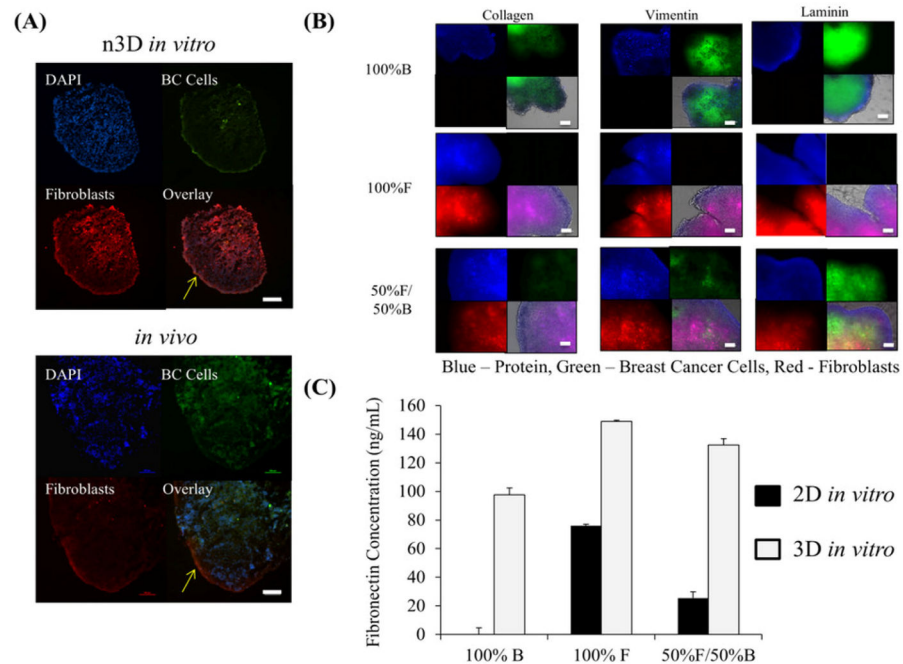 (A)
n3D in vitro
DAPI BC Cells
Fibroblasts Overlay
in vivo
DAPI BC Cells
Fibroblasts Overlay
(B)
Collagen Vimentin Laminin
100%B
100%F
50%F/
50%B
Blue – Protein, Green – Breast Cancer Cells, Red - Fibroblasts
(C)
Fibronectin Concentration (ng/mL)
160
140
120
100
80
60
40
20
0
100% B 100% F 50%F/50%B
2D in vitro
3D in vitro